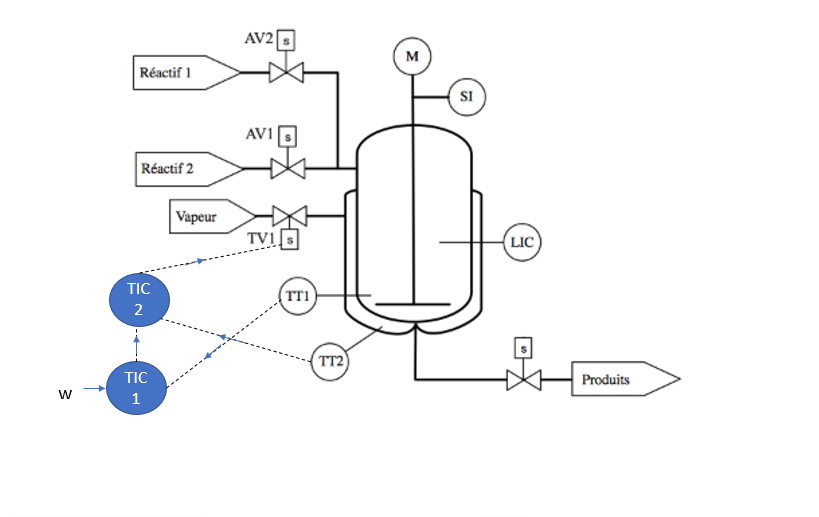 AV2
s
M
Réactif 1
SI
AV1
s
Réactif 2
Vapeur
TV1
s
LIC
TIC
2
TT1
TT2
s
TIC
1
W
Produits